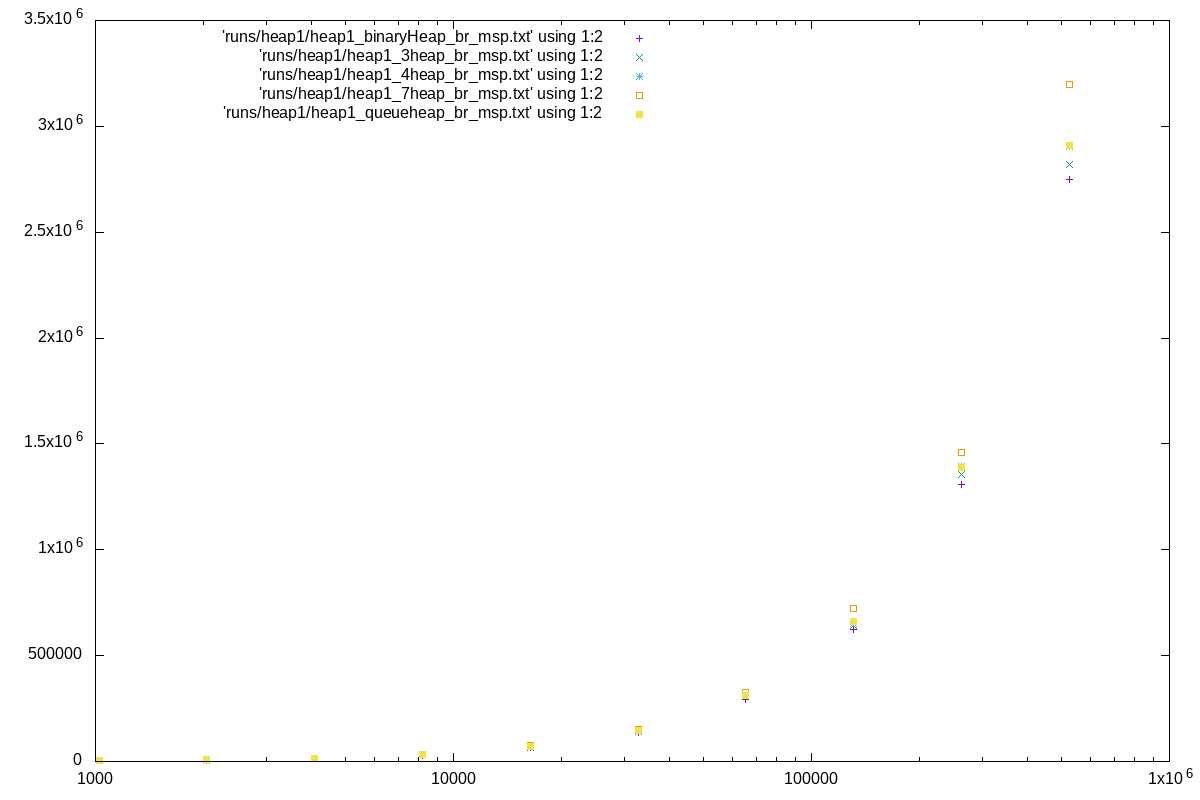 3.5x10 6
'runs/heap1/heap1_binaryHeap_br_msp.txt' using 1:2
'runs/heap1/heap1_3heap_br_msp.txt' using 1:2
'runs/heap1/heap1_4heap_br_msp.txt' using 1:2
'runs/heap1/heap1_7heap_br_msp.txt' using 1:2
'runs/heap1/heap1_queueheap_br_msp.txt' using 1:2
3x10 6
2.5x10 6
2x10 6
1.5x10 6
1x10 6
500000
0
1000 10000 100000 1x10 6